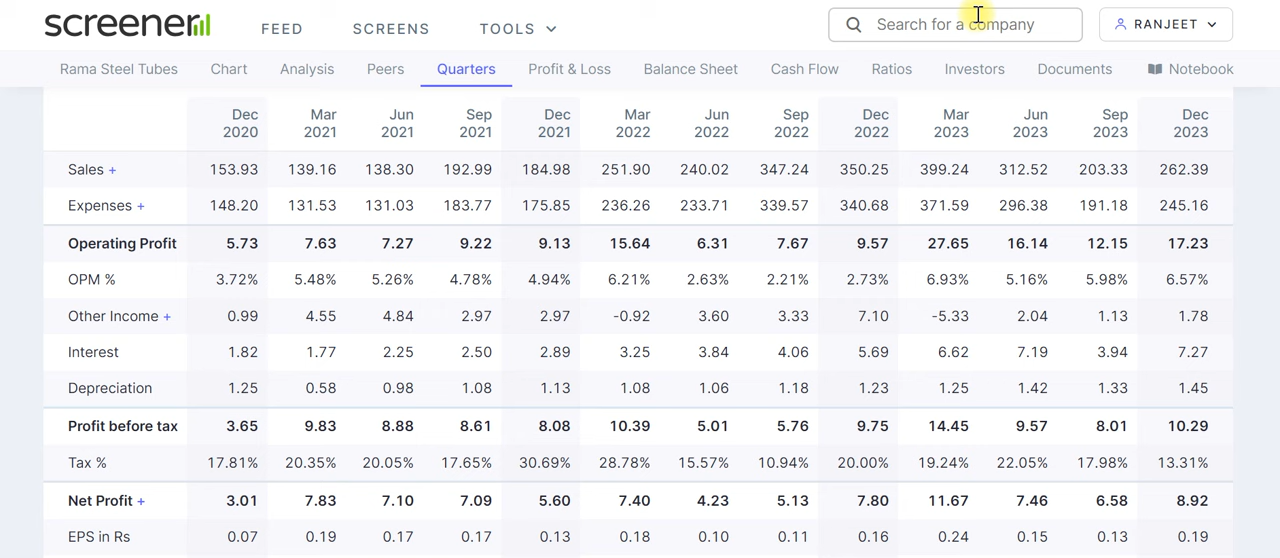 screener FEED SCREENS TOOLS Search for a company RANJEET
Rama Steel Tubes Chart Analysis Peers Quarters Profit & Loss Balance Sheet Cash Flow Ratios Investors Documents Notebook
Dec Mar Jun Sep Dec Mar Jun Sep Dec Mar Jun Sep Dec
2020 2021 2021 2021 2021 2022 2022 2022 2022 2023 2023 2023 2023
Sales + 153.93 139.16 138.30 192.99 184.98 251.90 240.02 347.24 350.25 399.24 312.52 203.33 262.39
Expenses + 148.20 131.53 131.03 183.77 175.85 236.26 233.71 339.57 340.68 371.59 296.38 191.18 245.16
Operating Profit 5.73 7.63 7.27 9.22 9.13 15.64 6.31 7.67 9.57 27.65 16.14 12.15 17.23
OPM % 3.72% 5.48% 5.26% 4.78% 4.94% 6.21% 2.63% 2.21% 2.73% 6.93% 5.16% 5.98% 6.57%
Other Income + 0.99 4.55 4.84 2.97 2.97 -0.92 3.60 3.33 7.10 -5.33 2.04 1.13 1.78
Interest 1.82 1.77 2.25 2.50 2.89 3.25 3.84 4.06 5.69 6.62 7.19 3.94 7.27
Depreciation 1.25 0.58 0.98 1.08 1.13 1.08 1.06 1.18 1.23 1.25 1.42 1.33 1.45
Profit before tax 3.65 9.83 8.88 8.61 8.08 10.39 5.01 5.76 9.75 14.45 9.57 8.01 10.29
Tax % 17.81% 20.35% 20.05% 17.65% 30.69% 28.78% 15.57% 10.94% 20.00% 19.24% 22.05% 17.98% 13.31%
Net Profit + 3.01 7.83 7.10 7.09 5.60 7.40 4.23 5.13 7.80 11.67 7.46 6.58 8.92
EPS in Rs 0.07 0.19 0.17 0.17 0.13 0.18 0.10 0.11 0.16 0.24 0.15 0.13 0.19